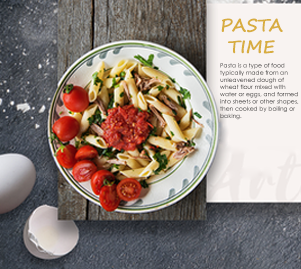 PASTA
TIME
Pasta is a type of food
typically made from an
unleavened dough of
wheat flour mixed with
water or eggs, and formed
into sheets or other shapes,
then cooked by boiling or
baking.
Art